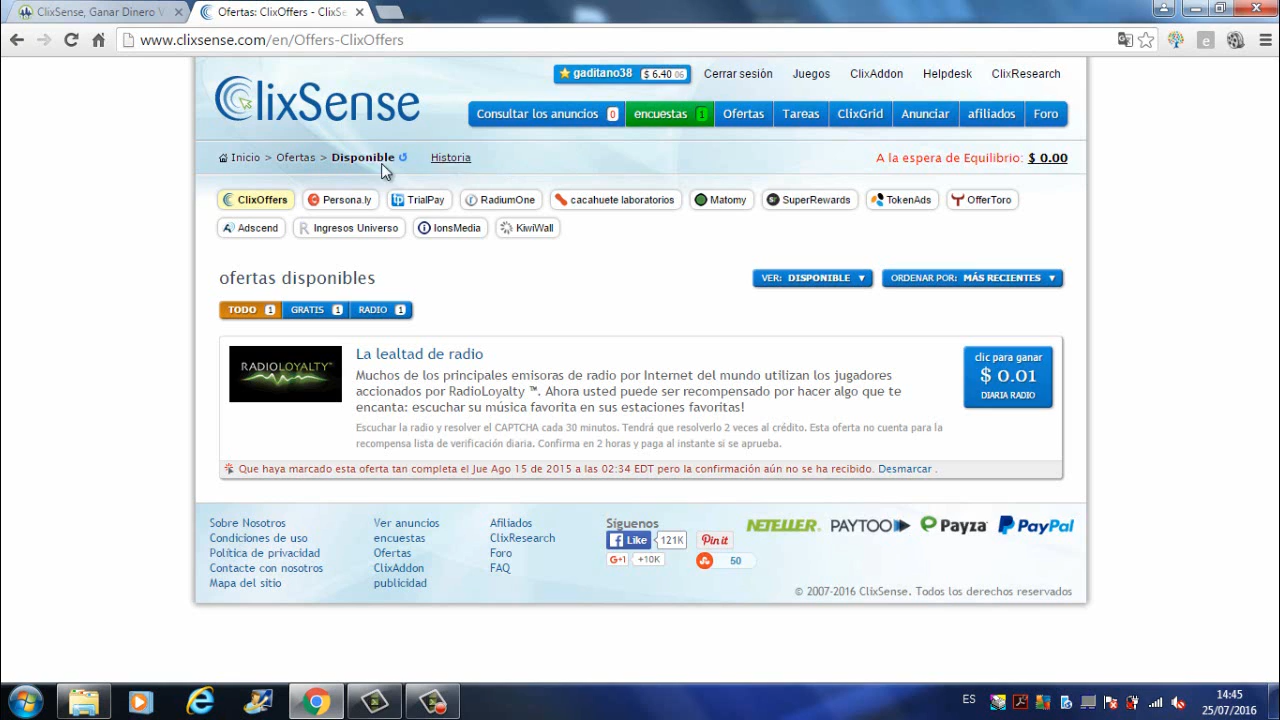 ClixSense, Ganar Dinero V
Ofertas: ClixOffers - ClixSe
www.clixsense.com/en/Offers-ClixOffers
ClixSense
gaditano38 $ 6.40 06
Cerrar sesión
Juegos
ClixAddon
Helpdesk
ClixResearch
Consultar los anuncios 0
encuestas 1
Ofertas
Tareas
ClixGrid
Anunciar
afiliados
Foro
Inicio > Ofertas > Disponible
Historia
A la espera de Equilibrio: $ 0.00
ClixOffers
Persona.ly
TrialPay
RadiumOne
cacahuete laboratorios
Matomy
SuperRewards
TokenAds
OfferToro
Adscend
Ingresos Universo
IonsMedia
KiwiWall
ofertas disponibles
VER: DISPONIBLE ▼
ORDENAR POR: MÁS RECIENTES ▼
TODO 1
GRATIS 1
RADIO 1
RADIOLOYALTY™
La lealtad de radio
Muchos de los principales emisoras de radio por Internet del mundo utilizan los jugadores
accionados por RadioLoyalty ™. Ahora usted puede ser recompensado por hacer algo que te
encanta: escuchar su música favorita en sus estaciones favoritas!
Escuchar la radio y resolver el CAPTCHA cada 30 minutos. Tendrá que resolverlo 2 veces al crédito. Esta oferta no cuenta para la
recompensa lista de verificación diaria. Confirma en 2 horas y paga al instante si se aprueba.
clic para ganar
$ 0.01
DIARIA RADIO
Que haya marcado esta oferta tan completa el Jue Ago 15 de 2015 a las 02:34 EDT pero la confirmación aún no se ha recibido. Desmarcar .
Sobre Nosotros
Condiciones de uso
Política de privacidad
Contacte con nosotros
Mapa del sitio
Ver anuncios
encuestas
Ofertas
ClixAddon
publicidad
Afiliados
ClixResearch
Foro
FAQ
Síguenos
Like 121K
Pin it
G+1 +10K
50
NETELLER
PAYTOO
Payza
PayPal
© 2007-2016 ClixSense. Todos los derechos reservados
ES
14:45
25/07/2016